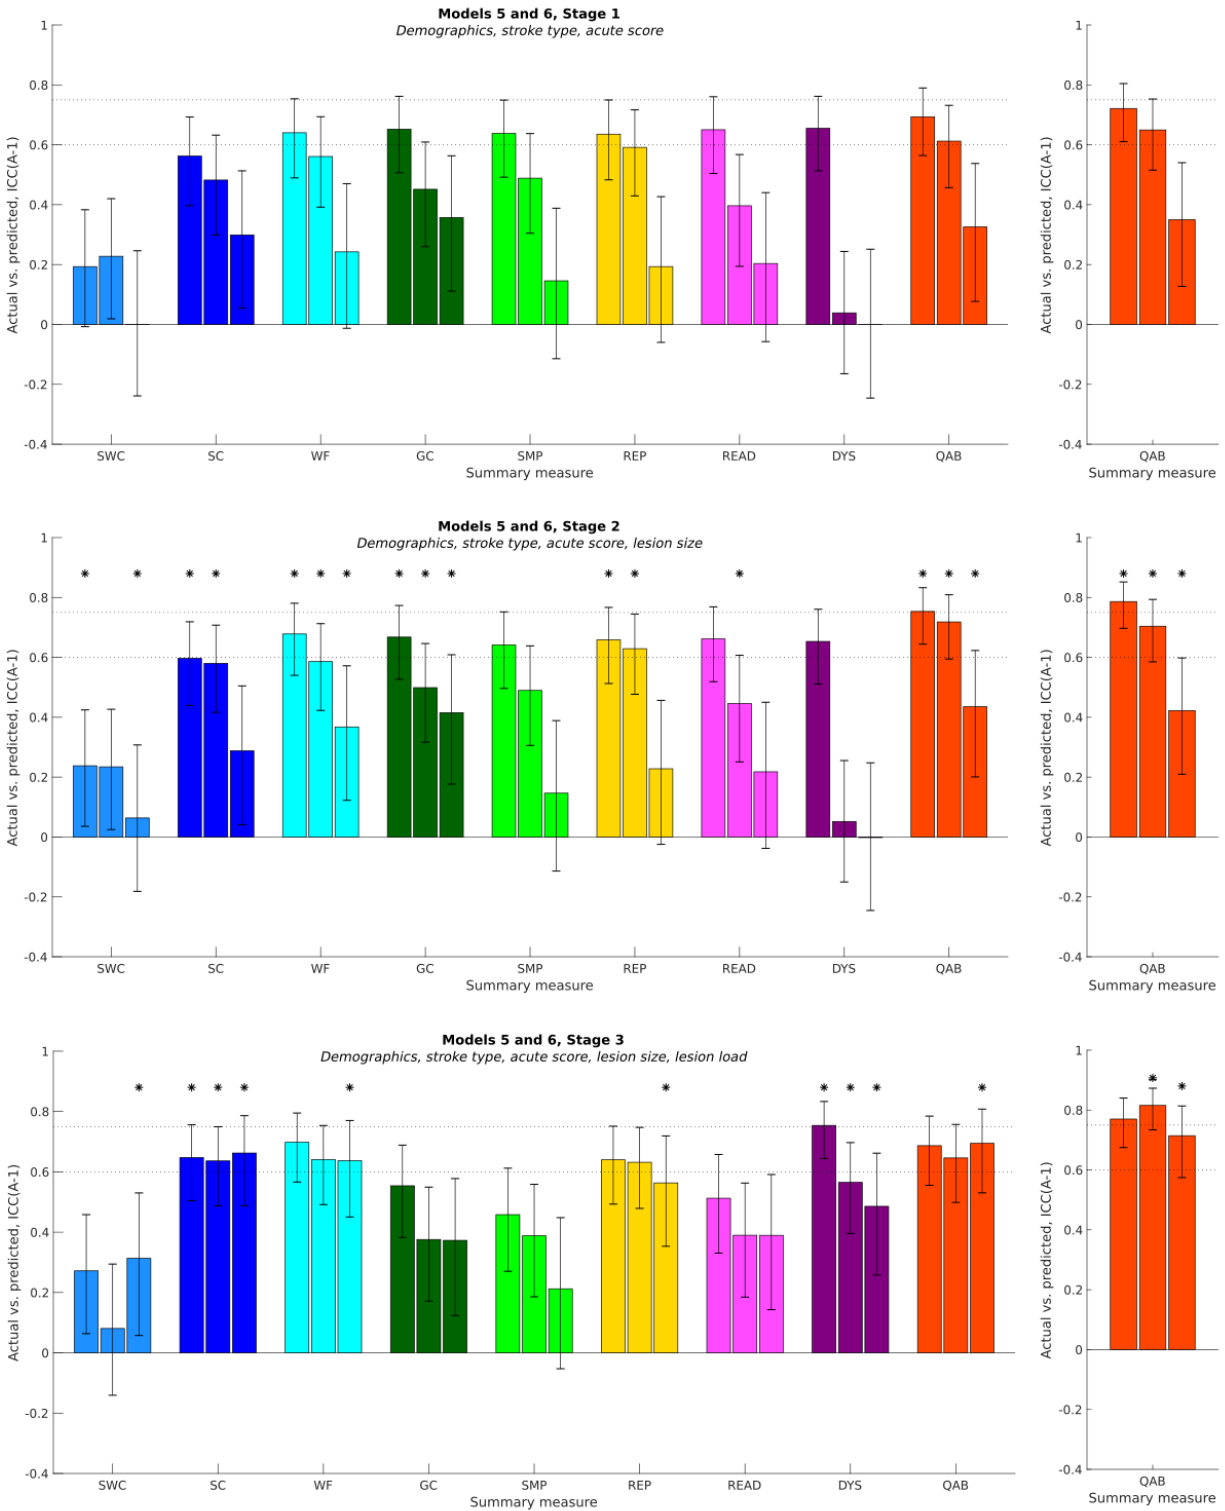 Models 5 and 6, Stage 1
Demographics, stroke type, acute score
Actual vs. predicted, ICC(A-1)
1
0.8
0.6
0.4
0.2
0
-0.2
-0.4
SWC SC WF GC SMP REP READ DYS QAB
Summary measure
Actual vs. predicted, ICC(A-1)
1
0.8
0.6
0.4
0.2
0
-0.2
-0.4
QAB
Summary measure
Models 5 and 6, Stage 2
Demographics, stroke type, acute score, lesion size
Actual vs. predicted, ICC(A-1)
1
0.8
0.6
0.4
0.2
0
-0.2
-0.4
* * * * * * * * * * * * * * * *
SWC SC WF GC SMP REP READ DYS QAB
Summary measure
Actual vs. predicted, ICC(A-1)
1
0.8
0.6
0.4
0.2
0
-0.2
-0.4
* * *
QAB
Summary measure
Models 5 and 6, Stage 3
Demographics, stroke type, acute score, lesion size, lesion load
Actual vs. predicted, ICC(A-1)
1
0.8
0.6
0.4
0.2
0
-0.2
-0.4
* * * * * * * * * *
SWC SC WF GC SMP REP READ DYS QAB
Summary measure
Actual vs. predicted, ICC(A-1)
1
0.8
0.6
0.4
0.2
0
-0.2
-0.4
* *
QAB
Summary measure